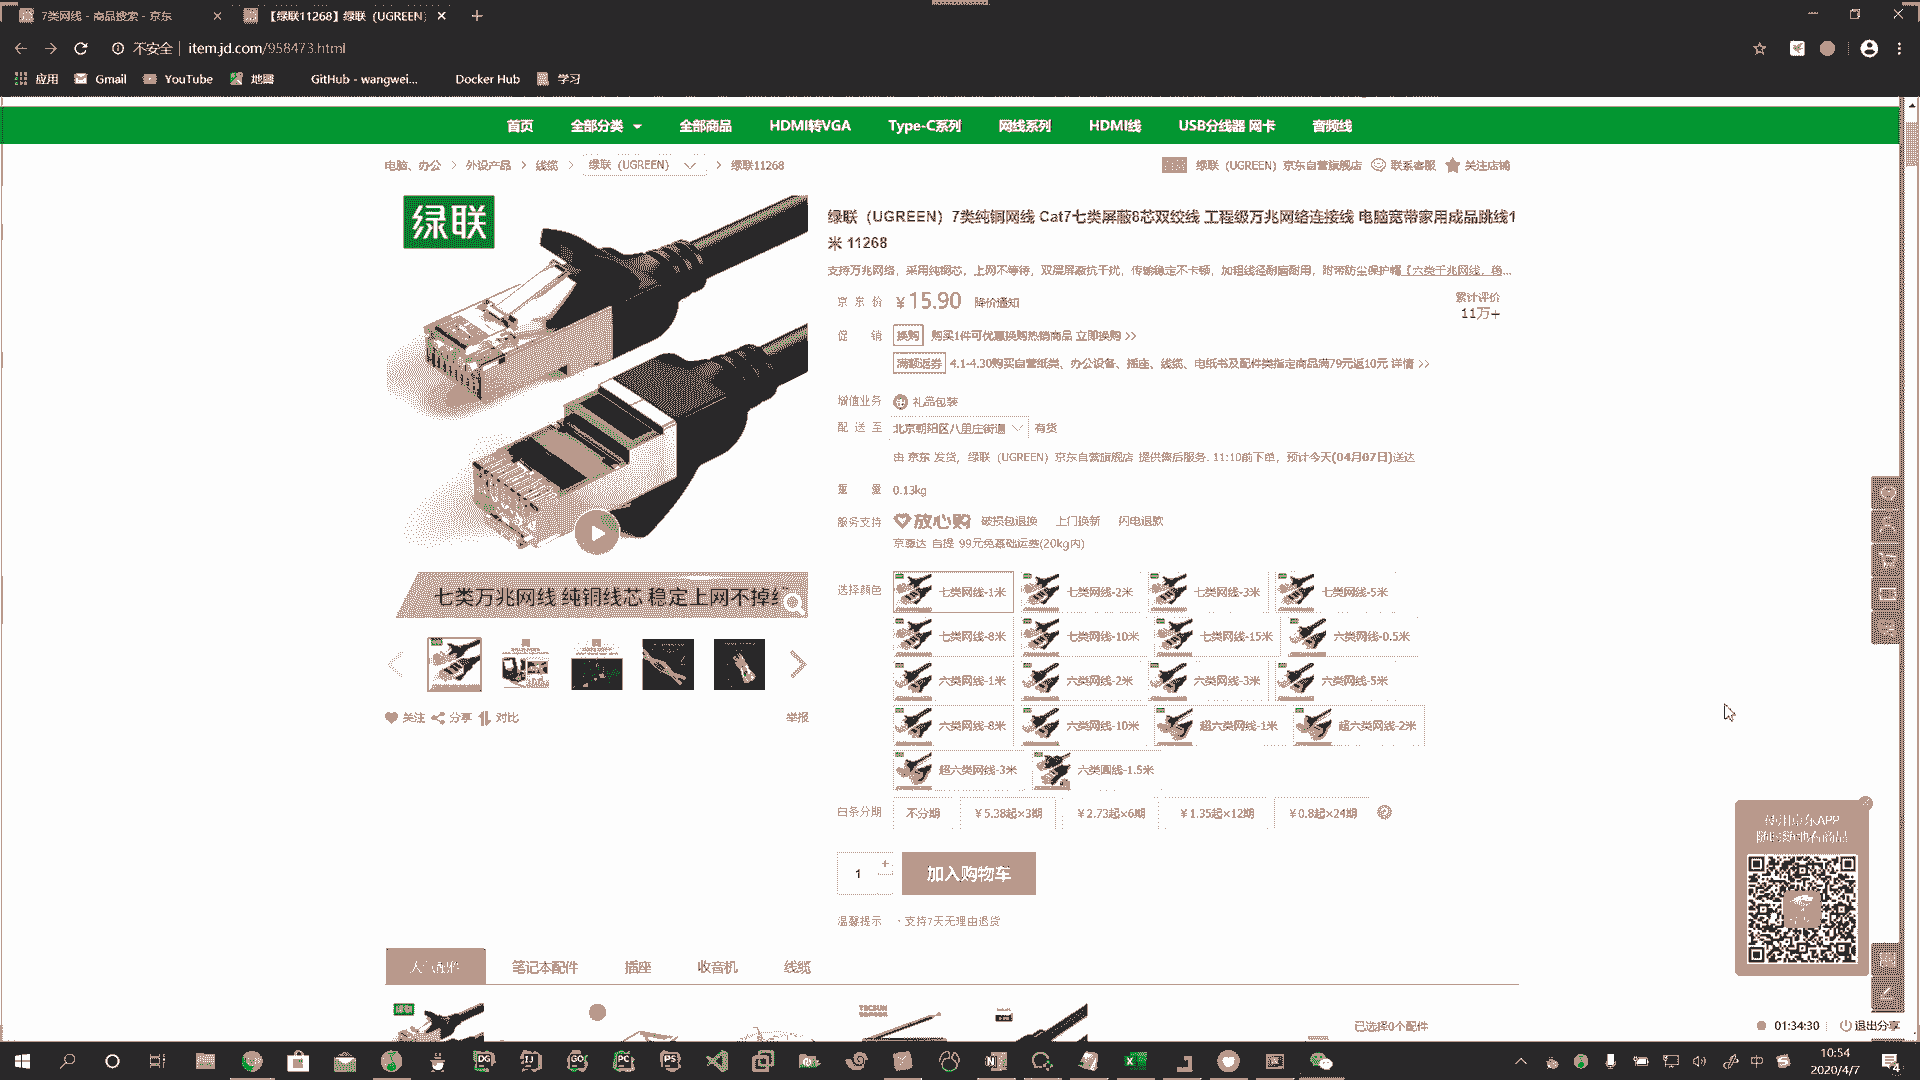 7类网线 - 商品搜索 - 京东
【绿联11268】绿联（UGREEN）
不安全 | item.jd.com/958473.html
应用 Gmail YouTube 地图 GitHub - wangwei... Docker Hub 学习
首页 全部分类 全部商品 HDMI转VGA Type-C系列 网线系列 HDMI线 USB分线器 网卡 音频线
电脑、办公 > 外设产品 > 线缆 > 绿联（UGREEN） > 绿联11268
绿联（UGREEN）京东自营旗舰店 联系客服 关注店铺
绿联
绿联（UGREEN）7类纯铜网线 Cat7七类屏蔽8芯双绞线 工程级万兆网络连接线 电脑宽带家用成品跳线1
米 11268
支持万兆网络，采用纯铜芯，上网不等待，双层屏蔽抗干扰，传输稳定不卡顿，加粗线径耐磨耐用，附带防尘保护帽【六类千兆网线，稳...
京东价 ￥15.90 降价通知
累计评价
11万+
促销 换购 购买1件可优惠换购热销商品 立即换购 >>
满额返券 4.1-4.30购买自营纸类、办公设备、插座、线缆、电纸书及配件类指定商品满79元返10元 详情 >>
增值业务 礼品包装
配送至 北京朝阳区八里庄街道 有货
由 京东 发货，绿联（UGREEN）京东自营旗舰店 提供售后服务. 11:10前下单，预计今天(04月07日)送达
重量 0.13kg
服务支持 放心购 破损包退换 上门换新 闪电退款
京尊达 自提 99元免基础运费(20kg内)
选择颜色 七类网线-1米 七类网线-2米 七类网线-3米 七类网线-5米
七类网线-8米 七类网线-10米 七类网线-15米 六类网线-0.5米
六类网线-1米 六类网线-2米 六类网线-3米 六类网线-5米
六类网线-8米 六类网线-10米 超六类网线-1米 超六类网线-2米
超六类网线-3米 六类圆线-1.5米
七类万兆网线 纯铜线芯 稳定上网不掉线
关注 分享 对比 举报
白条分期 不分期 ￥5.38起×3期 ￥2.73起×6期 ￥1.35起×12期 ￥0.8起×24期
1 + 加入购物车
温馨提示 ·支持7天无理由退货
使用京东APP
随时随地看商品
人气配件 笔记本配件 插座 收音机 线缆
绿联
TECSUN
已选择0个配件
01:34:30 退出分享
中
10:54
2020/4/7
4